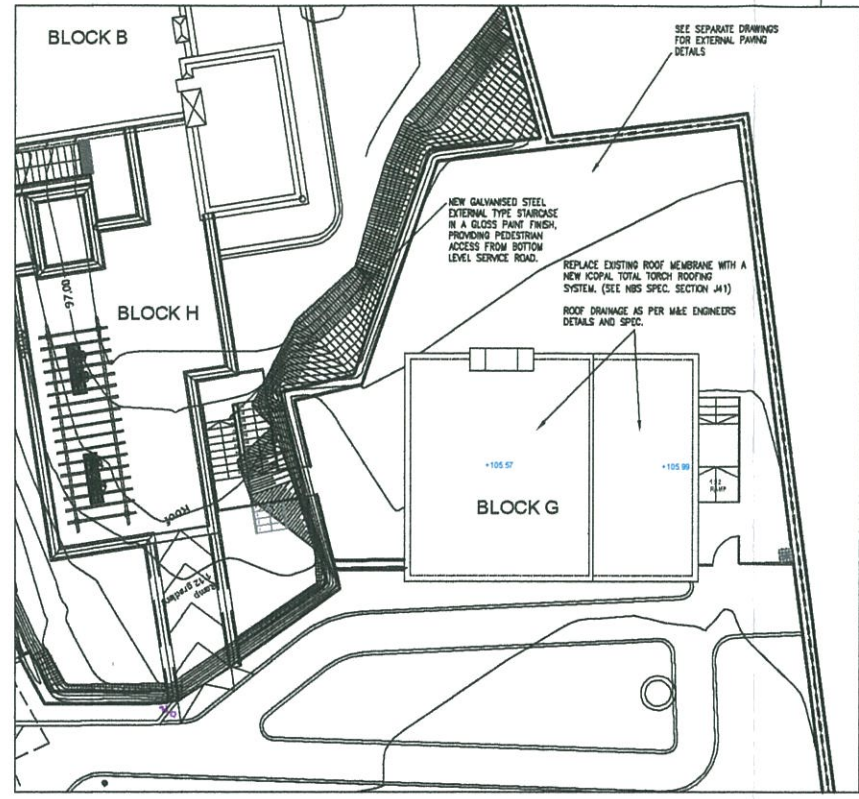 BLOCK B
SEE SEPARATE DRAWINGS
FOR EXTERNAL PAVING
DETAILS
NEW GALVANISED STEEL
EXTERNAL TYPE STAIRCASE
IN A GLOSS PAINT FINISH,
PROVIDING PEDESTRIAN
ACCESS FROM BOTTOM
LEVEL SERVICE ROAD.
REPLACE EXISTING ROOF MEMBRANE WITH A
NEW ICOPAL TOTAL TORCH ROOFING
SYSTEM. (SEE NBS SPEC. SECTION J41)
ROOF DRAINAGE AS PER M&E ENGINEERS
DETAILS AND SPEC.
97.00
BLOCK H
+105.57
+105.99
BLOCK G
RAMP
Roof
Ramp